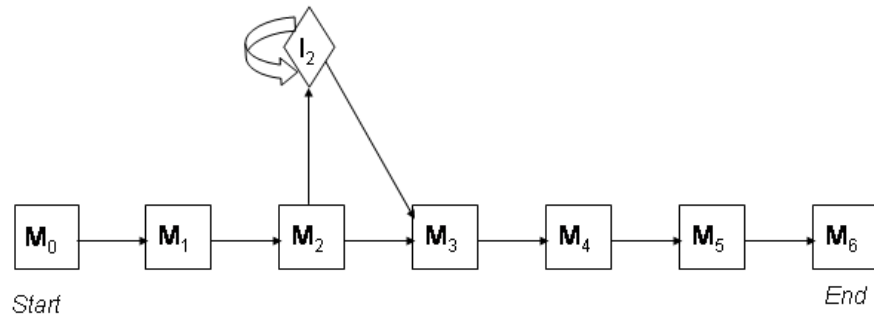 I₂
M₀ M₁ M₂ M₃ M₄ M₅ M₆
Start End